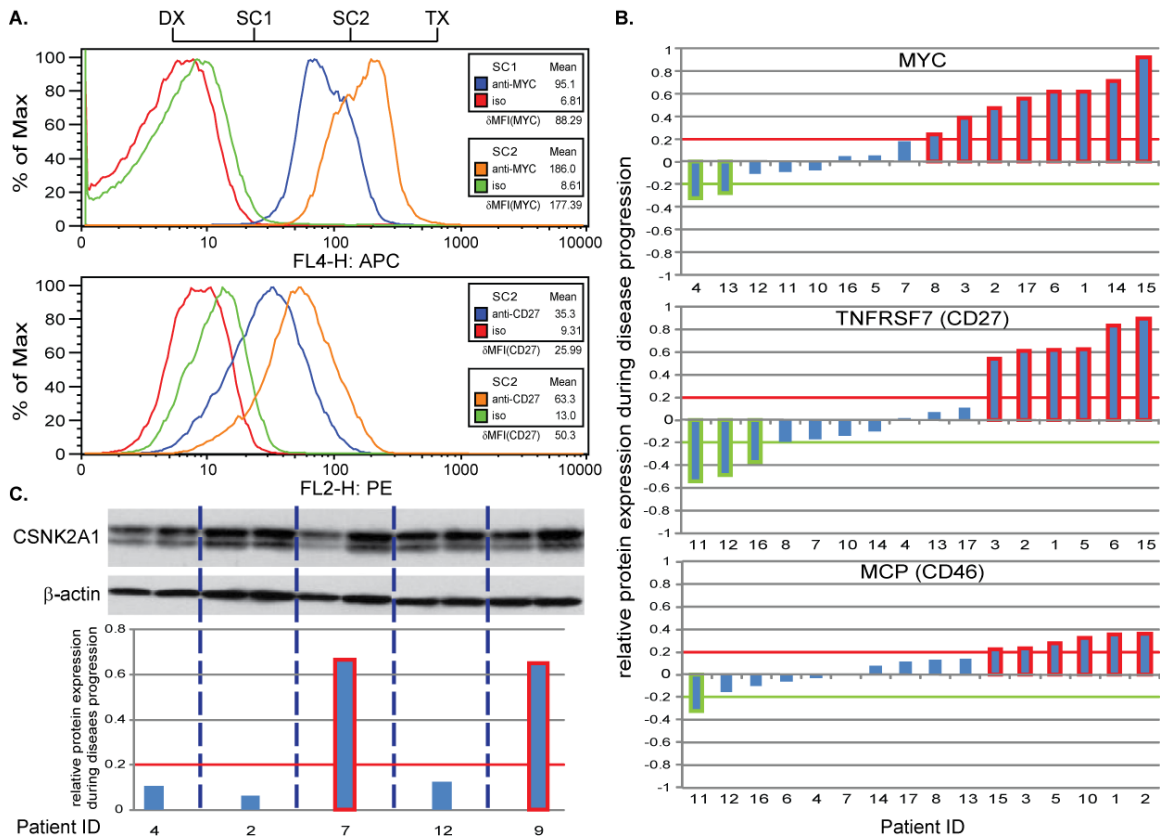 A.
DX SC1 SC2 TX
% of Max
100
80
60
40
20
0
0 10 100 1000 10000
FL4-H: APC
SC1 Mean
anti-MYC 95.1
iso 6.81
δMFI(MYC) 88.29
SC2 Mean
anti-MYC 186.0
iso 8.61
δMFI(MYC) 177.39
% of Max
100
80
60
40
20
0
0 10 100 1000 10000
FL2-H: PE
SC2 Mean
anti-CD27 35.3
iso 9.31
δMFI(CD27) 25.99
SC2 Mean
anti-CD27 63.3
iso 13.0
δMFI(CD27) 50.3
C.
CSNK2A1
β-actin
relative protein expression
during diseaes progression
0.8
0.6
0.4
0.2
0
Patient ID 4 2 7 12 9
B.
relative protein expression during disease progression
MYC
1
0.8
0.6
0.4
0.2
0
-0.2
-0.4
-0.6
-0.8
-1
4 13 12 11 10 16 5 7 8 3 2 17 6 1 14 15
TNFRSF7 (CD27)
1
0.8
0.6
0.4
0.2
0
-0.2
-0.4
-0.6
-0.8
-1
11 12 16 8 7 10 14 4 13 17 3 2 1 5 6 15
MCP (CD46)
1
0.8
0.6
0.4
0.2
0
-0.2
-0.4
-0.6
-0.8
-1
11 12 16 6 4 7 14 17 8 13 15 3 5 10 1 2
Patient ID